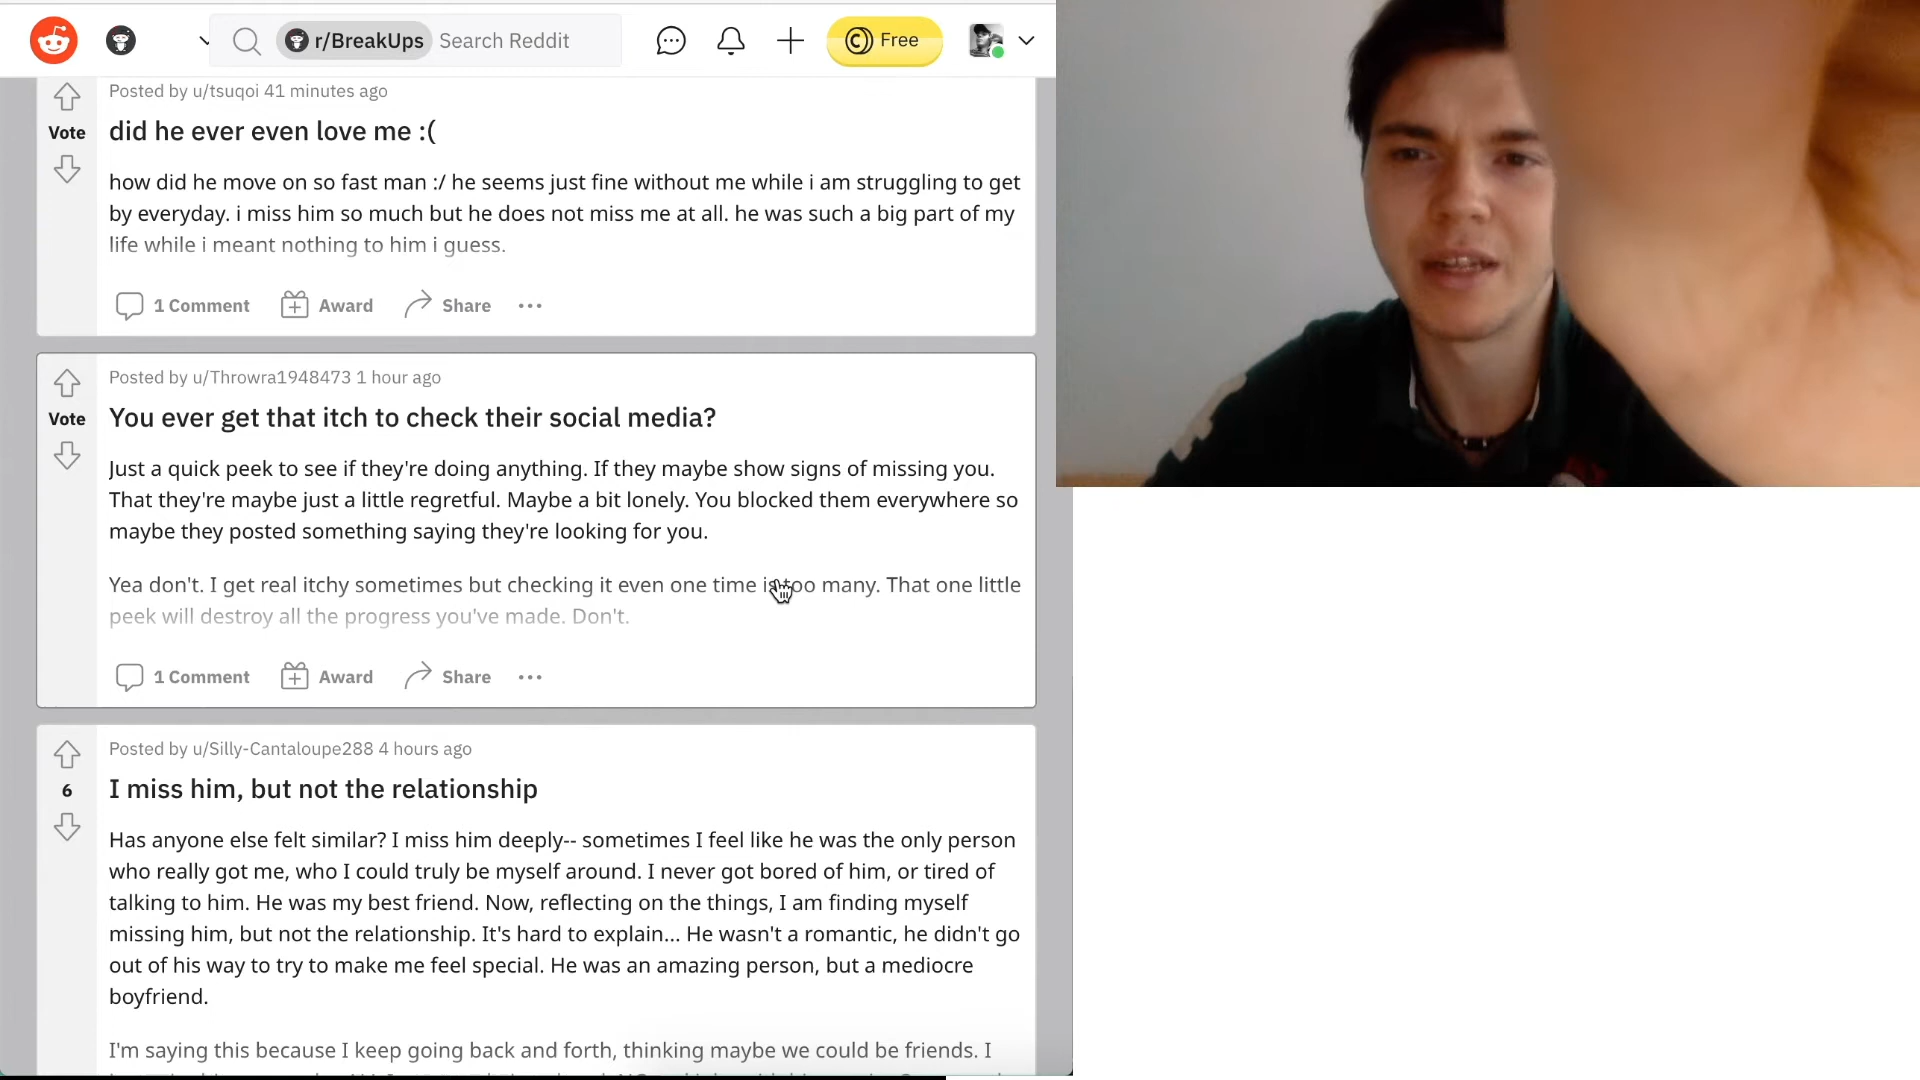 r/BreakUps Search Reddit Free
Posted by u/tsuqoi 41 minutes ago
Vote
did he ever even love me :(
how did he move on so fast man :/ he seems just fine without me while i am struggling to get
by everyday. i miss him so much but he does not miss me at all. he was such a big part of my
life while i meant nothing to him i guess.
1 Comment Award Share
Posted by u/Throwra1948473 1 hour ago
Vote
You ever get that itch to check their social media?
Just a quick peek to see if they're doing anything. If they maybe show signs of missing you.
That they're maybe just a little regretful. Maybe a bit lonely. You blocked them everywhere so
maybe they posted something saying they're looking for you.
Yea don't. I get real itchy sometimes but checking it even one time is too many. That one little
peek will destroy all the progress you've made. Don't.
1 Comment Award Share
Posted by u/Silly-Cantaloupe288 4 hours ago
6
I miss him, but not the relationship
Has anyone else felt similar? I miss him deeply-- sometimes I feel like he was the only person
who really got me, who I could truly be myself around. I never got bored of him, or tired of
talking to him. He was my best friend. Now, reflecting on the things, I am finding myself
missing him, but not the relationship. It's hard to explain... He wasn't a romantic, he didn't go
out of his way to try to make me feel special. He was an amazing person, but a mediocre
boyfriend.
I'm saying this because I keep going back and forth, thinking maybe we could be friends. I